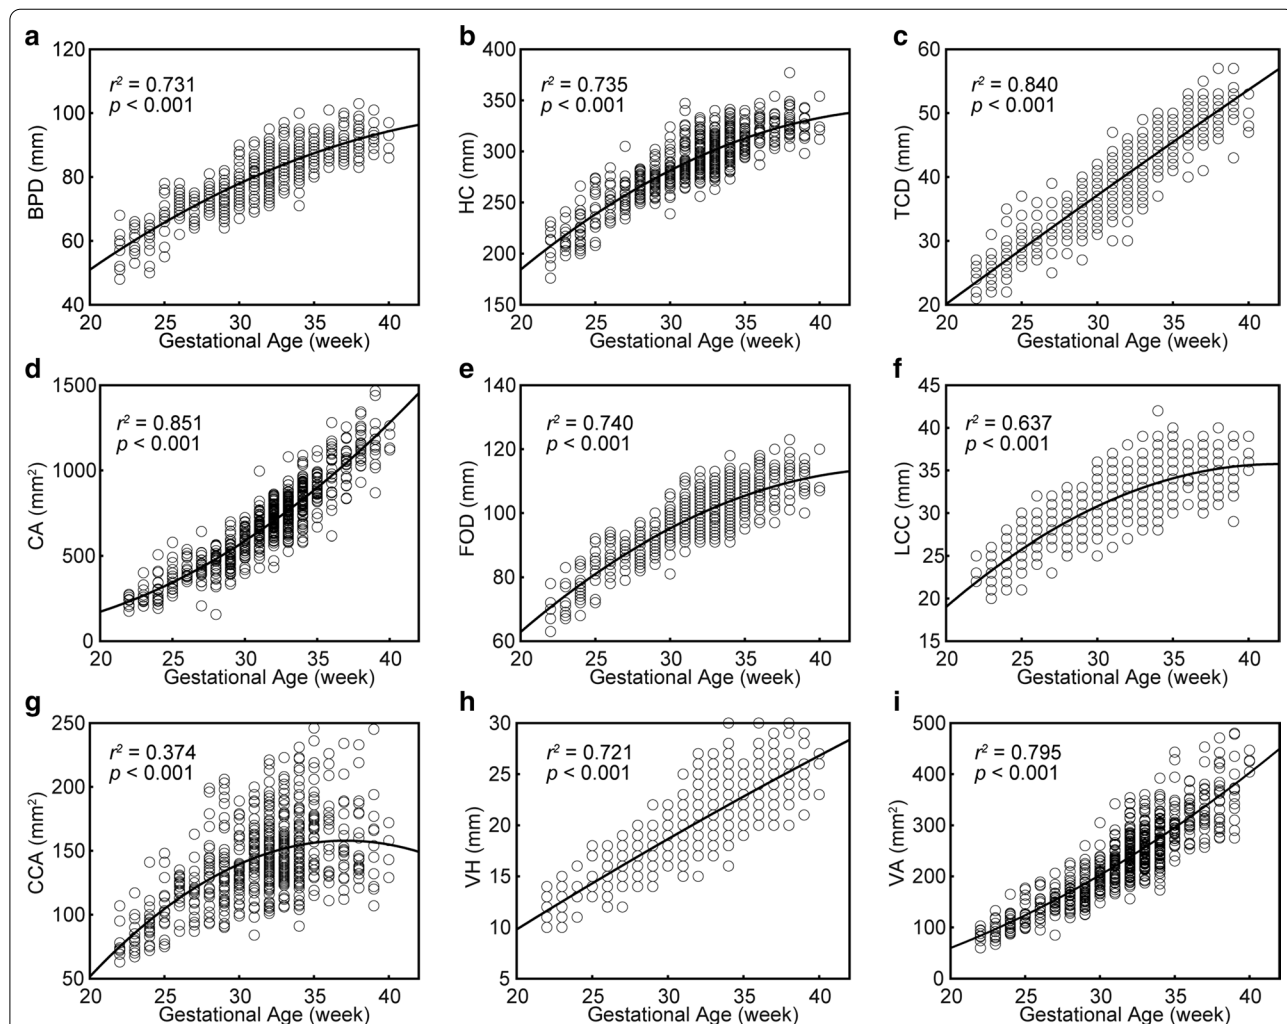 a
120
100
80
60
40
BPD (mm)
r² = 0.731
p < 0.001
20 25 30 35 40
Gestational Age (week)
b
400
350
300
250
200
150
HC (mm)
r² = 0.735
p < 0.001
20 25 30 35 40
Gestational Age (week)
c
60
50
40
30
20
TCD (mm)
r² = 0.840
p < 0.001
20 25 30 35 40
Gestational Age (week)
d
1500
1000
500
0
CA (mm²)
r² = 0.851
p < 0.001
20 25 30 35 40
Gestational Age (week)
e
140
120
100
80
60
FOD (mm)
r² = 0.740
p < 0.001
20 25 30 35 40
Gestational Age (week)
f
45
40
35
30
25
20
15
LCC (mm)
r² = 0.637
p < 0.001
20 25 30 35 40
Gestational Age (week)
g
250
200
150
100
50
CCA (mm²)
r² = 0.374
p < 0.001
20 25 30 35 40
Gestational Age (week)
h
30
25
20
15
10
5
VH (mm)
r² = 0.721
p < 0.001
20 25 30 35 40
Gestational Age (week)
i
500
400
300
200
100
0
VA (mm²)
r² = 0.795
p < 0.001
20 25 30 35 40
Gestational Age (week)